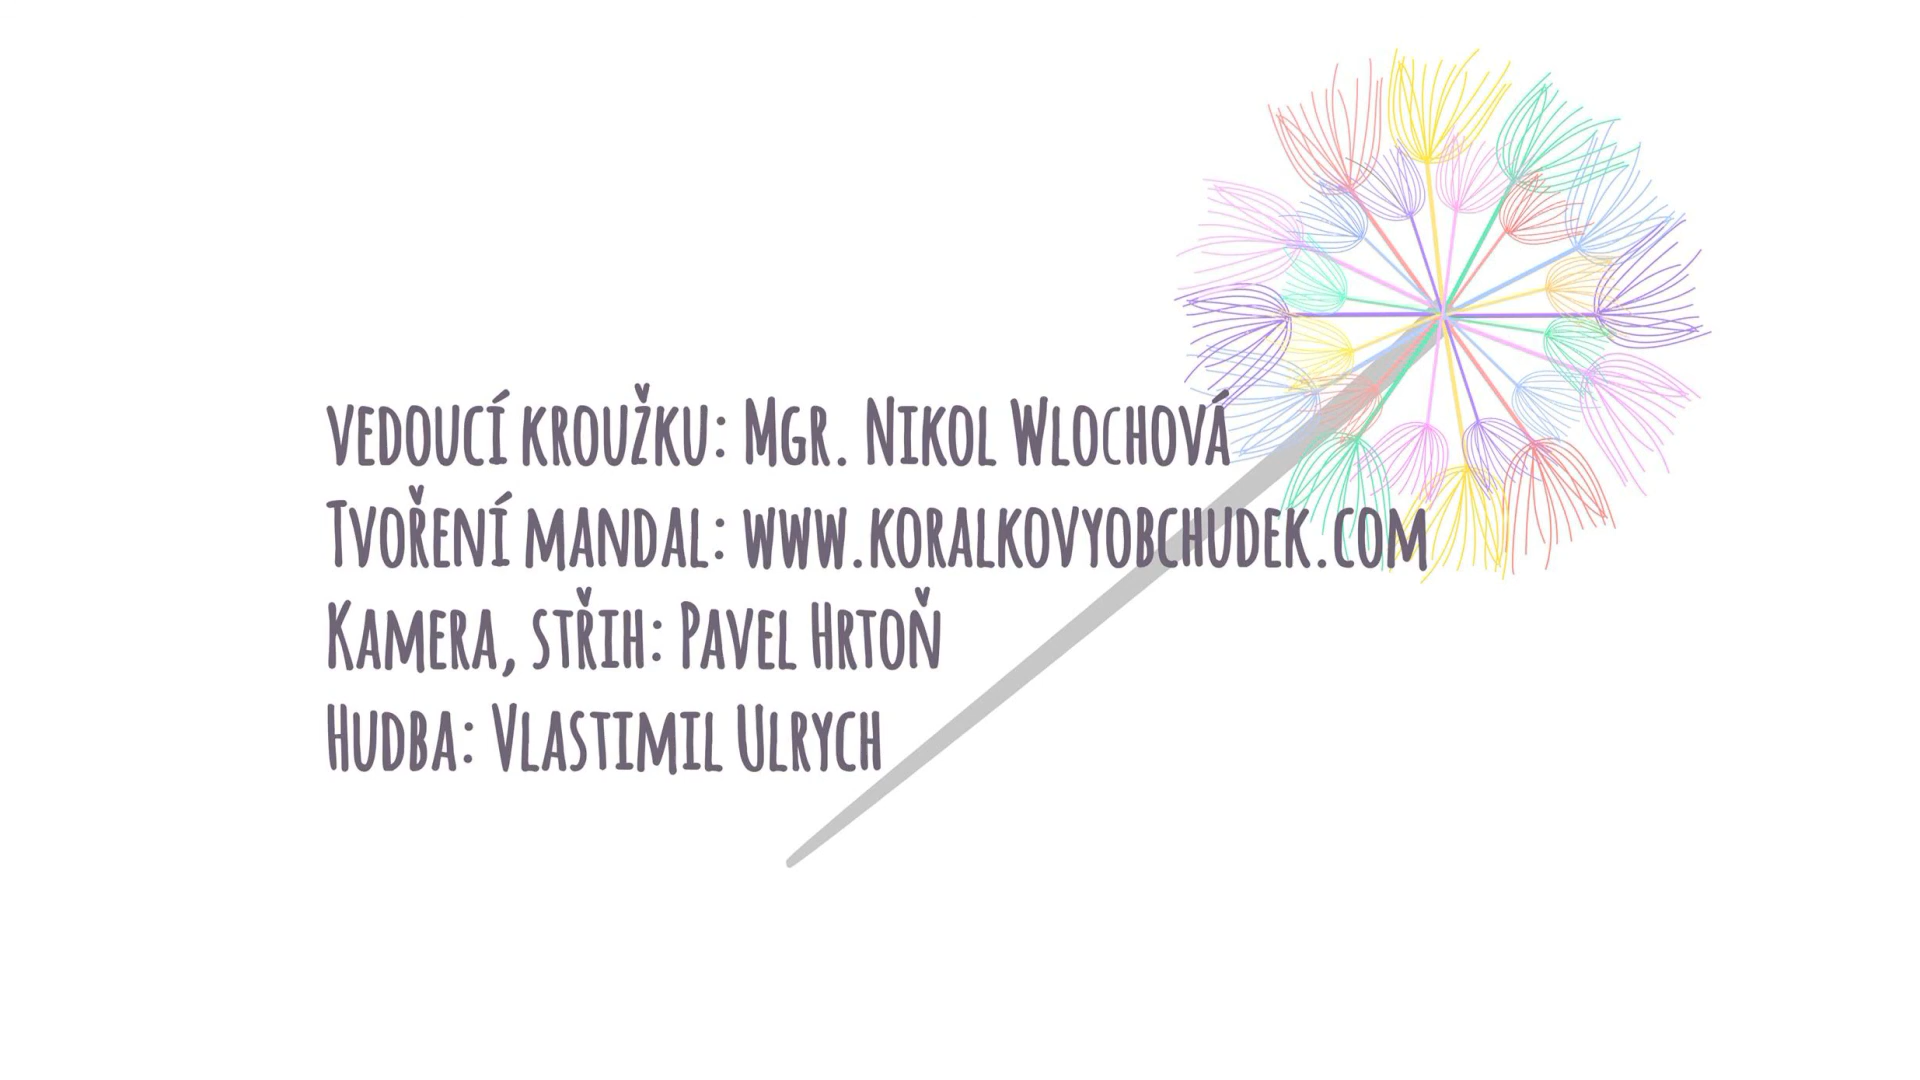 vedoucí kroužku: Mgr. Nikol Wlochová
Tvoření mandal: www.koralkovyobchudek.com
Kamera, střih: Pavel Hrtoň
Hudba: Vlastimil Ulrych